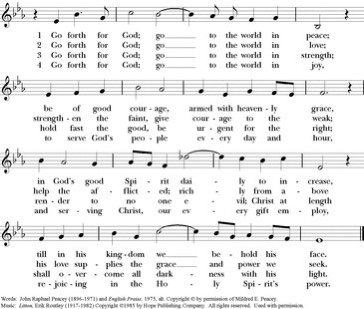 1 Go forth for God; go to the world in peace;
2 Go forth for God; go to the world in love;
3 Go forth for God; go to the world in strength;
4 Go forth for God; go to the world in joy,
be of good cour - age, armed with heaven - ly grace,
strength - en the faint, give cour - age to the weak;
hold fast the good, be ur - gent for the right;
to serve God's peo - ple ev - ery day and hour,
in God's good Spi - rit dai - ly to in - crease,
help the af - flict - ed; rich - ly from a - bove
ren - der to no one e - vil; Christ at length
and ser - ving Christ, our ev - ery gift em - ploy,
till in his king - dom we be - hold his face.
his love sup - plies the grace and power we seek.
shall o - ver - come all dark - ness with his light.
re - joic - ing in the Ho - ly Spi - rit's power.
Words: John Raphael Peacey (1896-1971) and English Praise, 1975, alt. Copyright © by permission of Mildred E. Peacey.
Music: Litton, Erik Routley (1917-1982) Copyright ©1985 by Hope Publishing Company. All rights reserved. Used with permission.